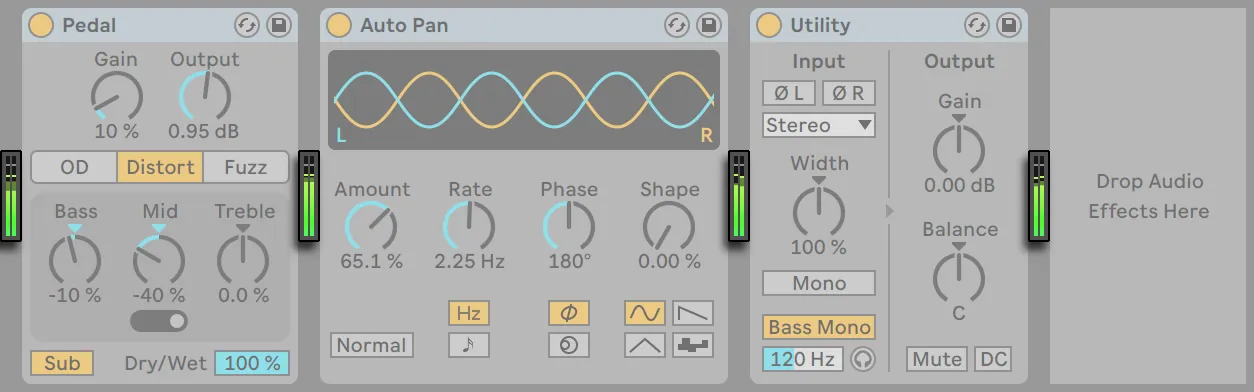 Pedal
Gain Output
10 % 0.95 dB
OD Distort Fuzz
Bass Mid Treble
-10 % -40 % 0.0 %
Sub Dry/Wet 100 %
Auto Pan
L R
Amount Rate Phase Shape
65.1 % 2.25 Hz 180° 0.00 %
Hz
Normal
Utility
Input
Ø L Ø R
Stereo
Width
100 %
Mono
Bass Mono
120 Hz
Output
Gain
0.00 dB
Balance
C
Mute DC
Drop Audio
Effects Here